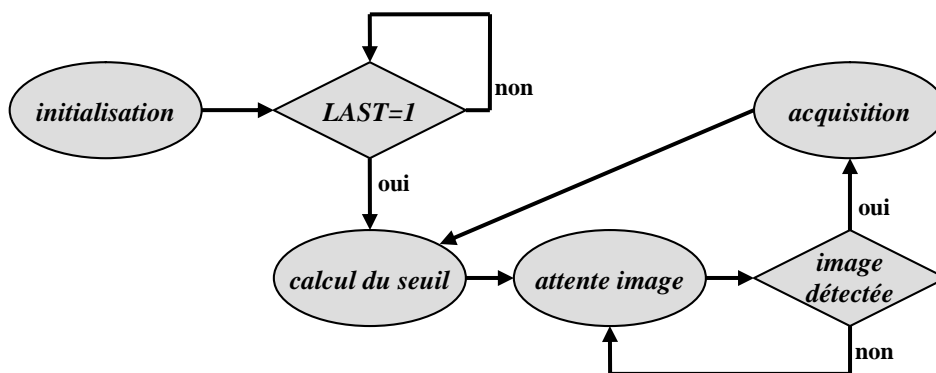 initialisation
LAST=1
non
oui
acquisition
oui
calcul du seuil
attente image
image
détectée
non